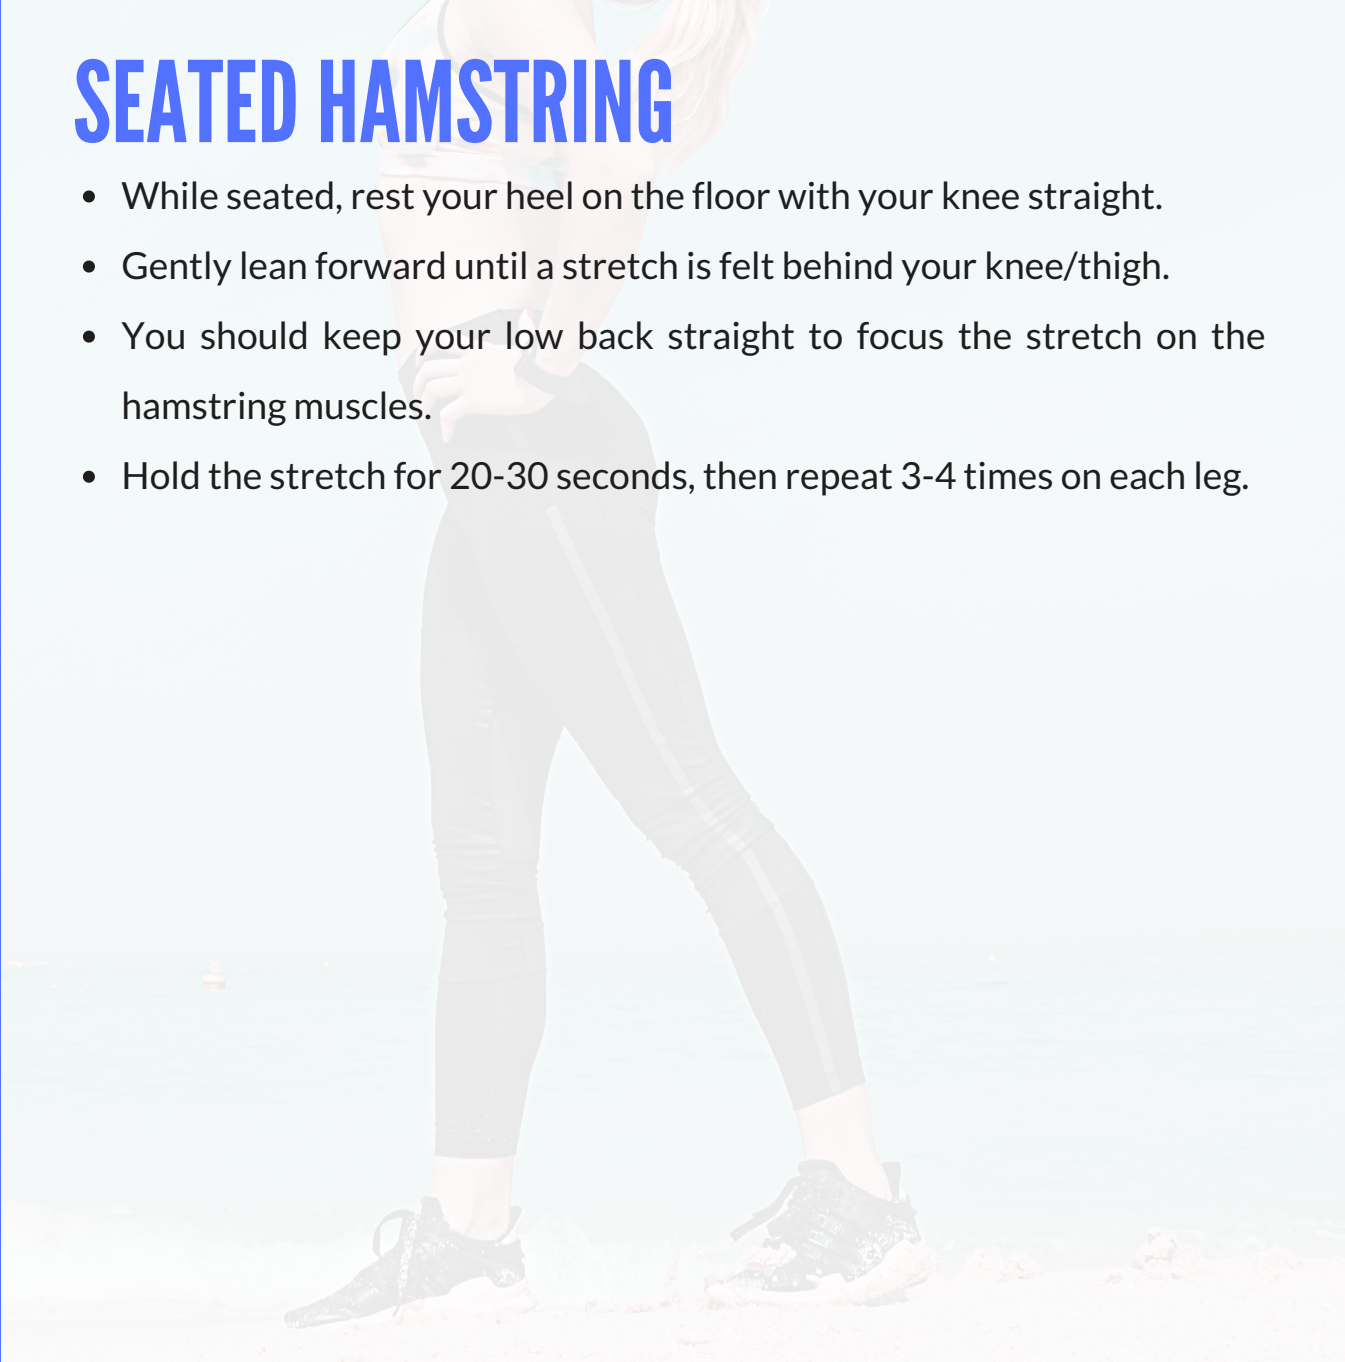 SEATED HAMSTRING
• While seated, rest your heel on the floor with your knee straight.
• Gently lean forward until a stretch is felt behind your knee/thigh.
• You should keep your low back straight to focus the stretch on the
hamstring muscles.
• Hold the stretch for 20-30 seconds, then repeat 3-4 times on each leg.